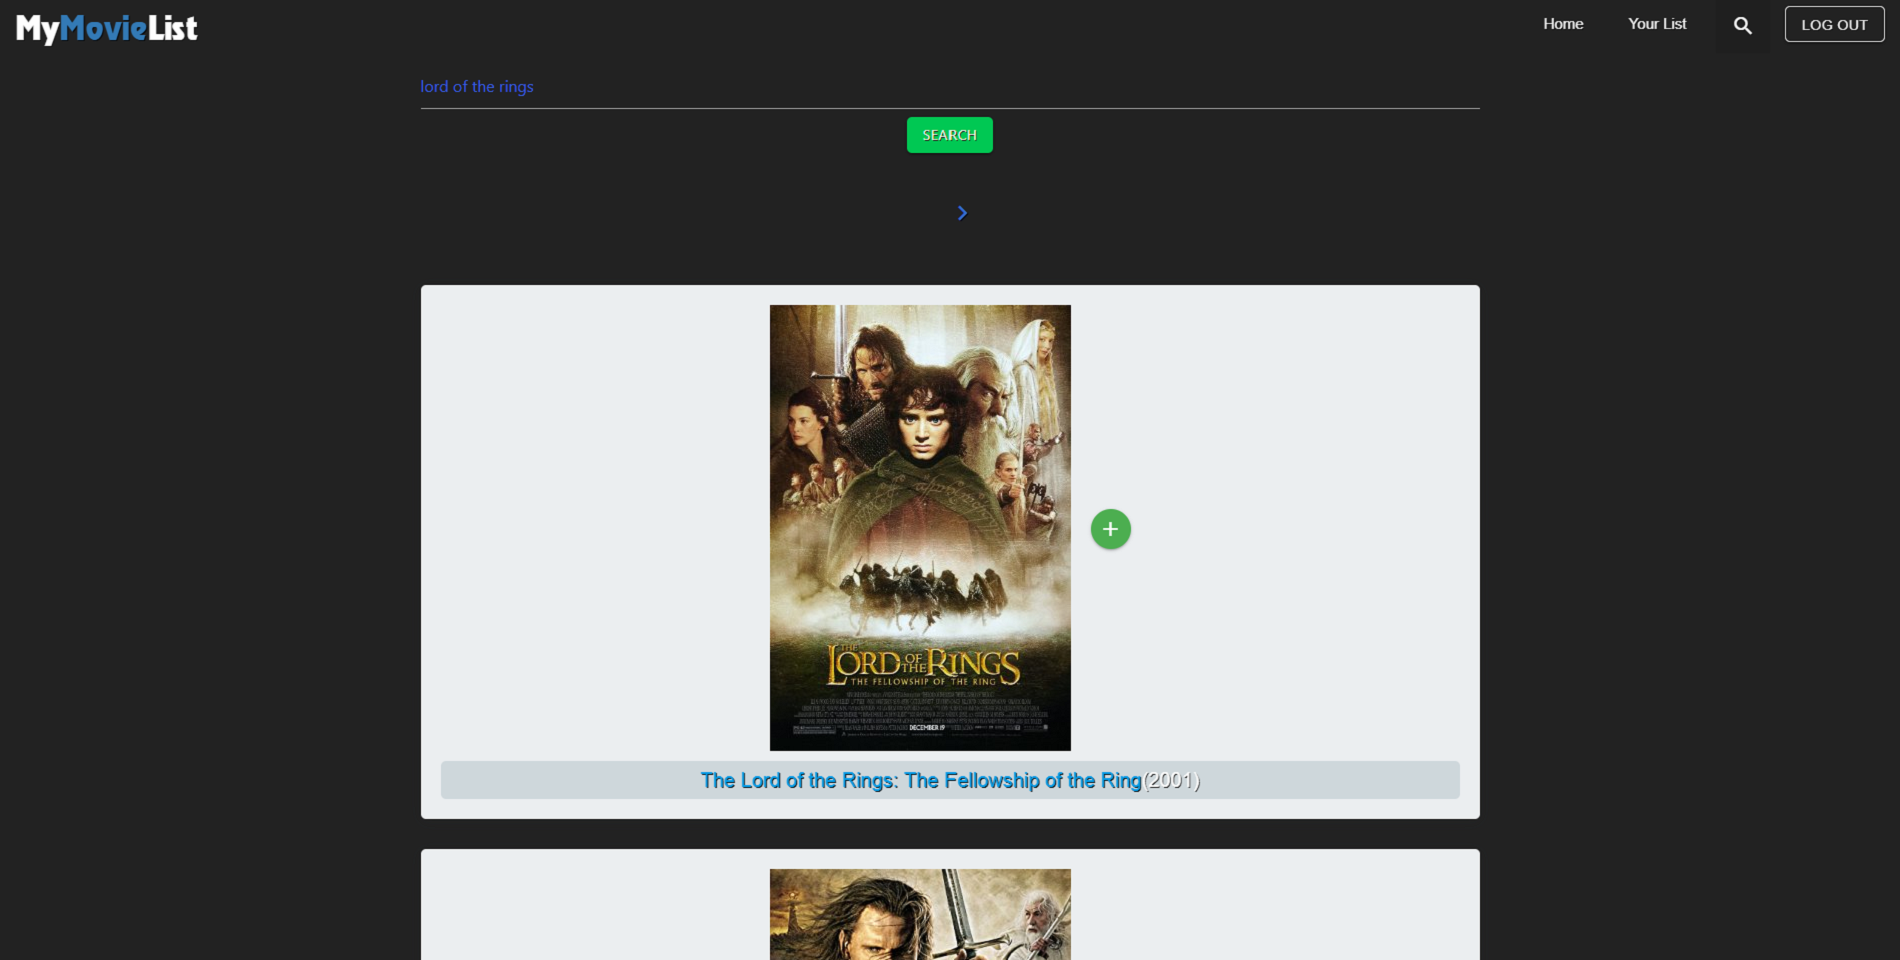 MyMovieList
Home
Your List
LOG OUT
lord of the rings
SEARCH
THE
LORD OF THE RINGS
THE FELLOWSHIP OF THE RING
DECEMBER 19
The Lord of the Rings: The Fellowship of the Ring(2001)